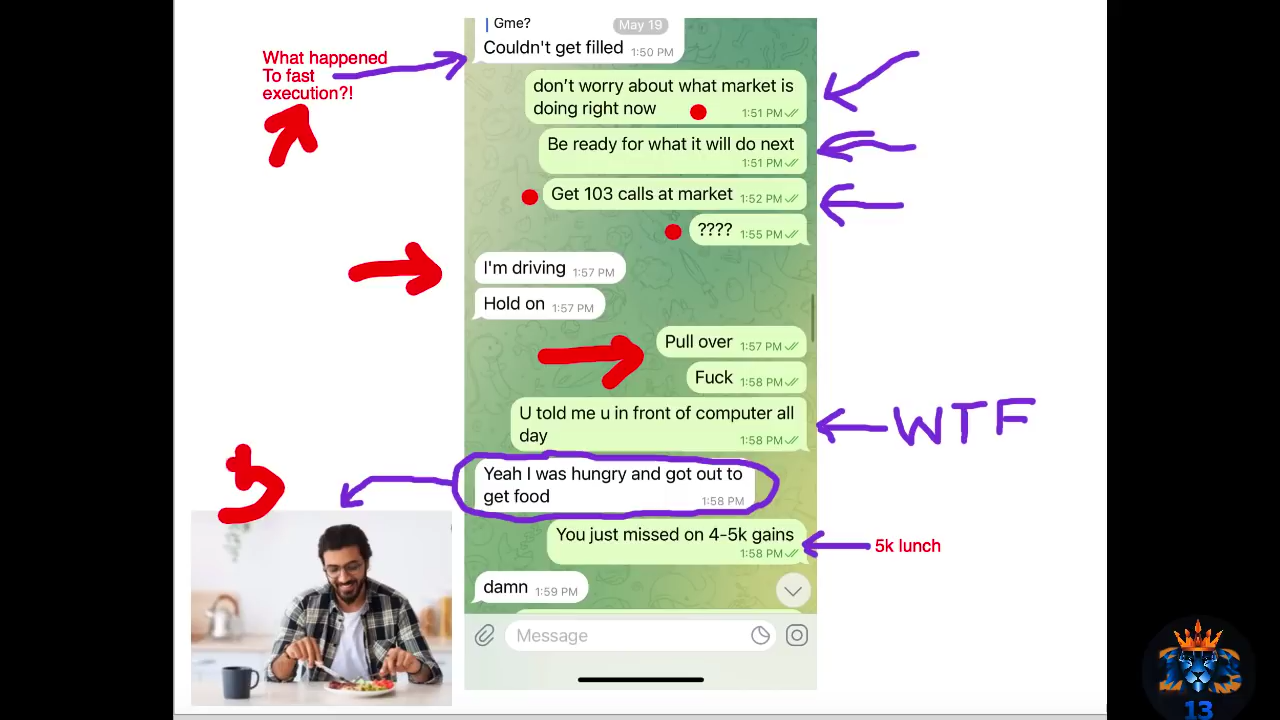 Gme?
May 19
Couldn't get filled 1:50 PM
What happened
To fast
execution?!
don't worry about what market is
doing right now 1:51 PM
Be ready for what it will do next
1:51 PM
Get 103 calls at market 1:52 PM
???? 1:55 PM
I'm driving 1:57 PM
Hold on 1:57 PM
Pull over 1:57 PM
Fuck 1:58 PM
U told me u in front of computer all
day 1:58 PM
WTF
Yeah I was hungry and got out to
get food 1:58 PM
You just missed on 4-5k gains
1:58 PM
5k lunch
damn 1:59 PM
Message
13